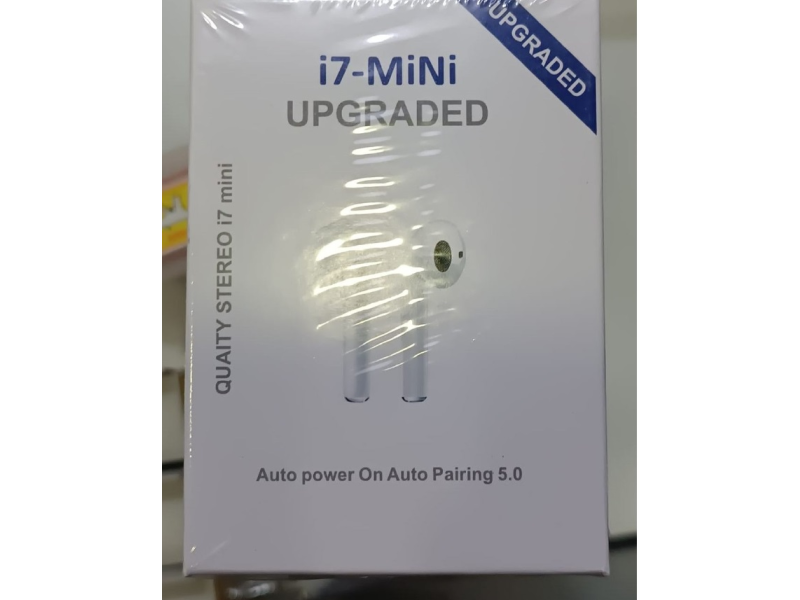 UPGRADED
i7-MiNi
UPGRADED
QUAITY STEREO i7 mini
Auto power On Auto Pairing 5.0